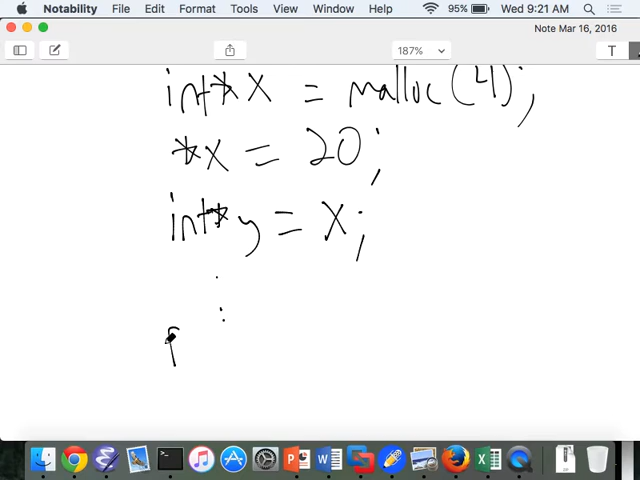 Notability File Edit Format Tools View Window Help 95% Wed 9:21 AM
Note Mar 16, 2016
187% T
int* x = malloc(4);
*x = 20;
int* y = x;
:
:
f